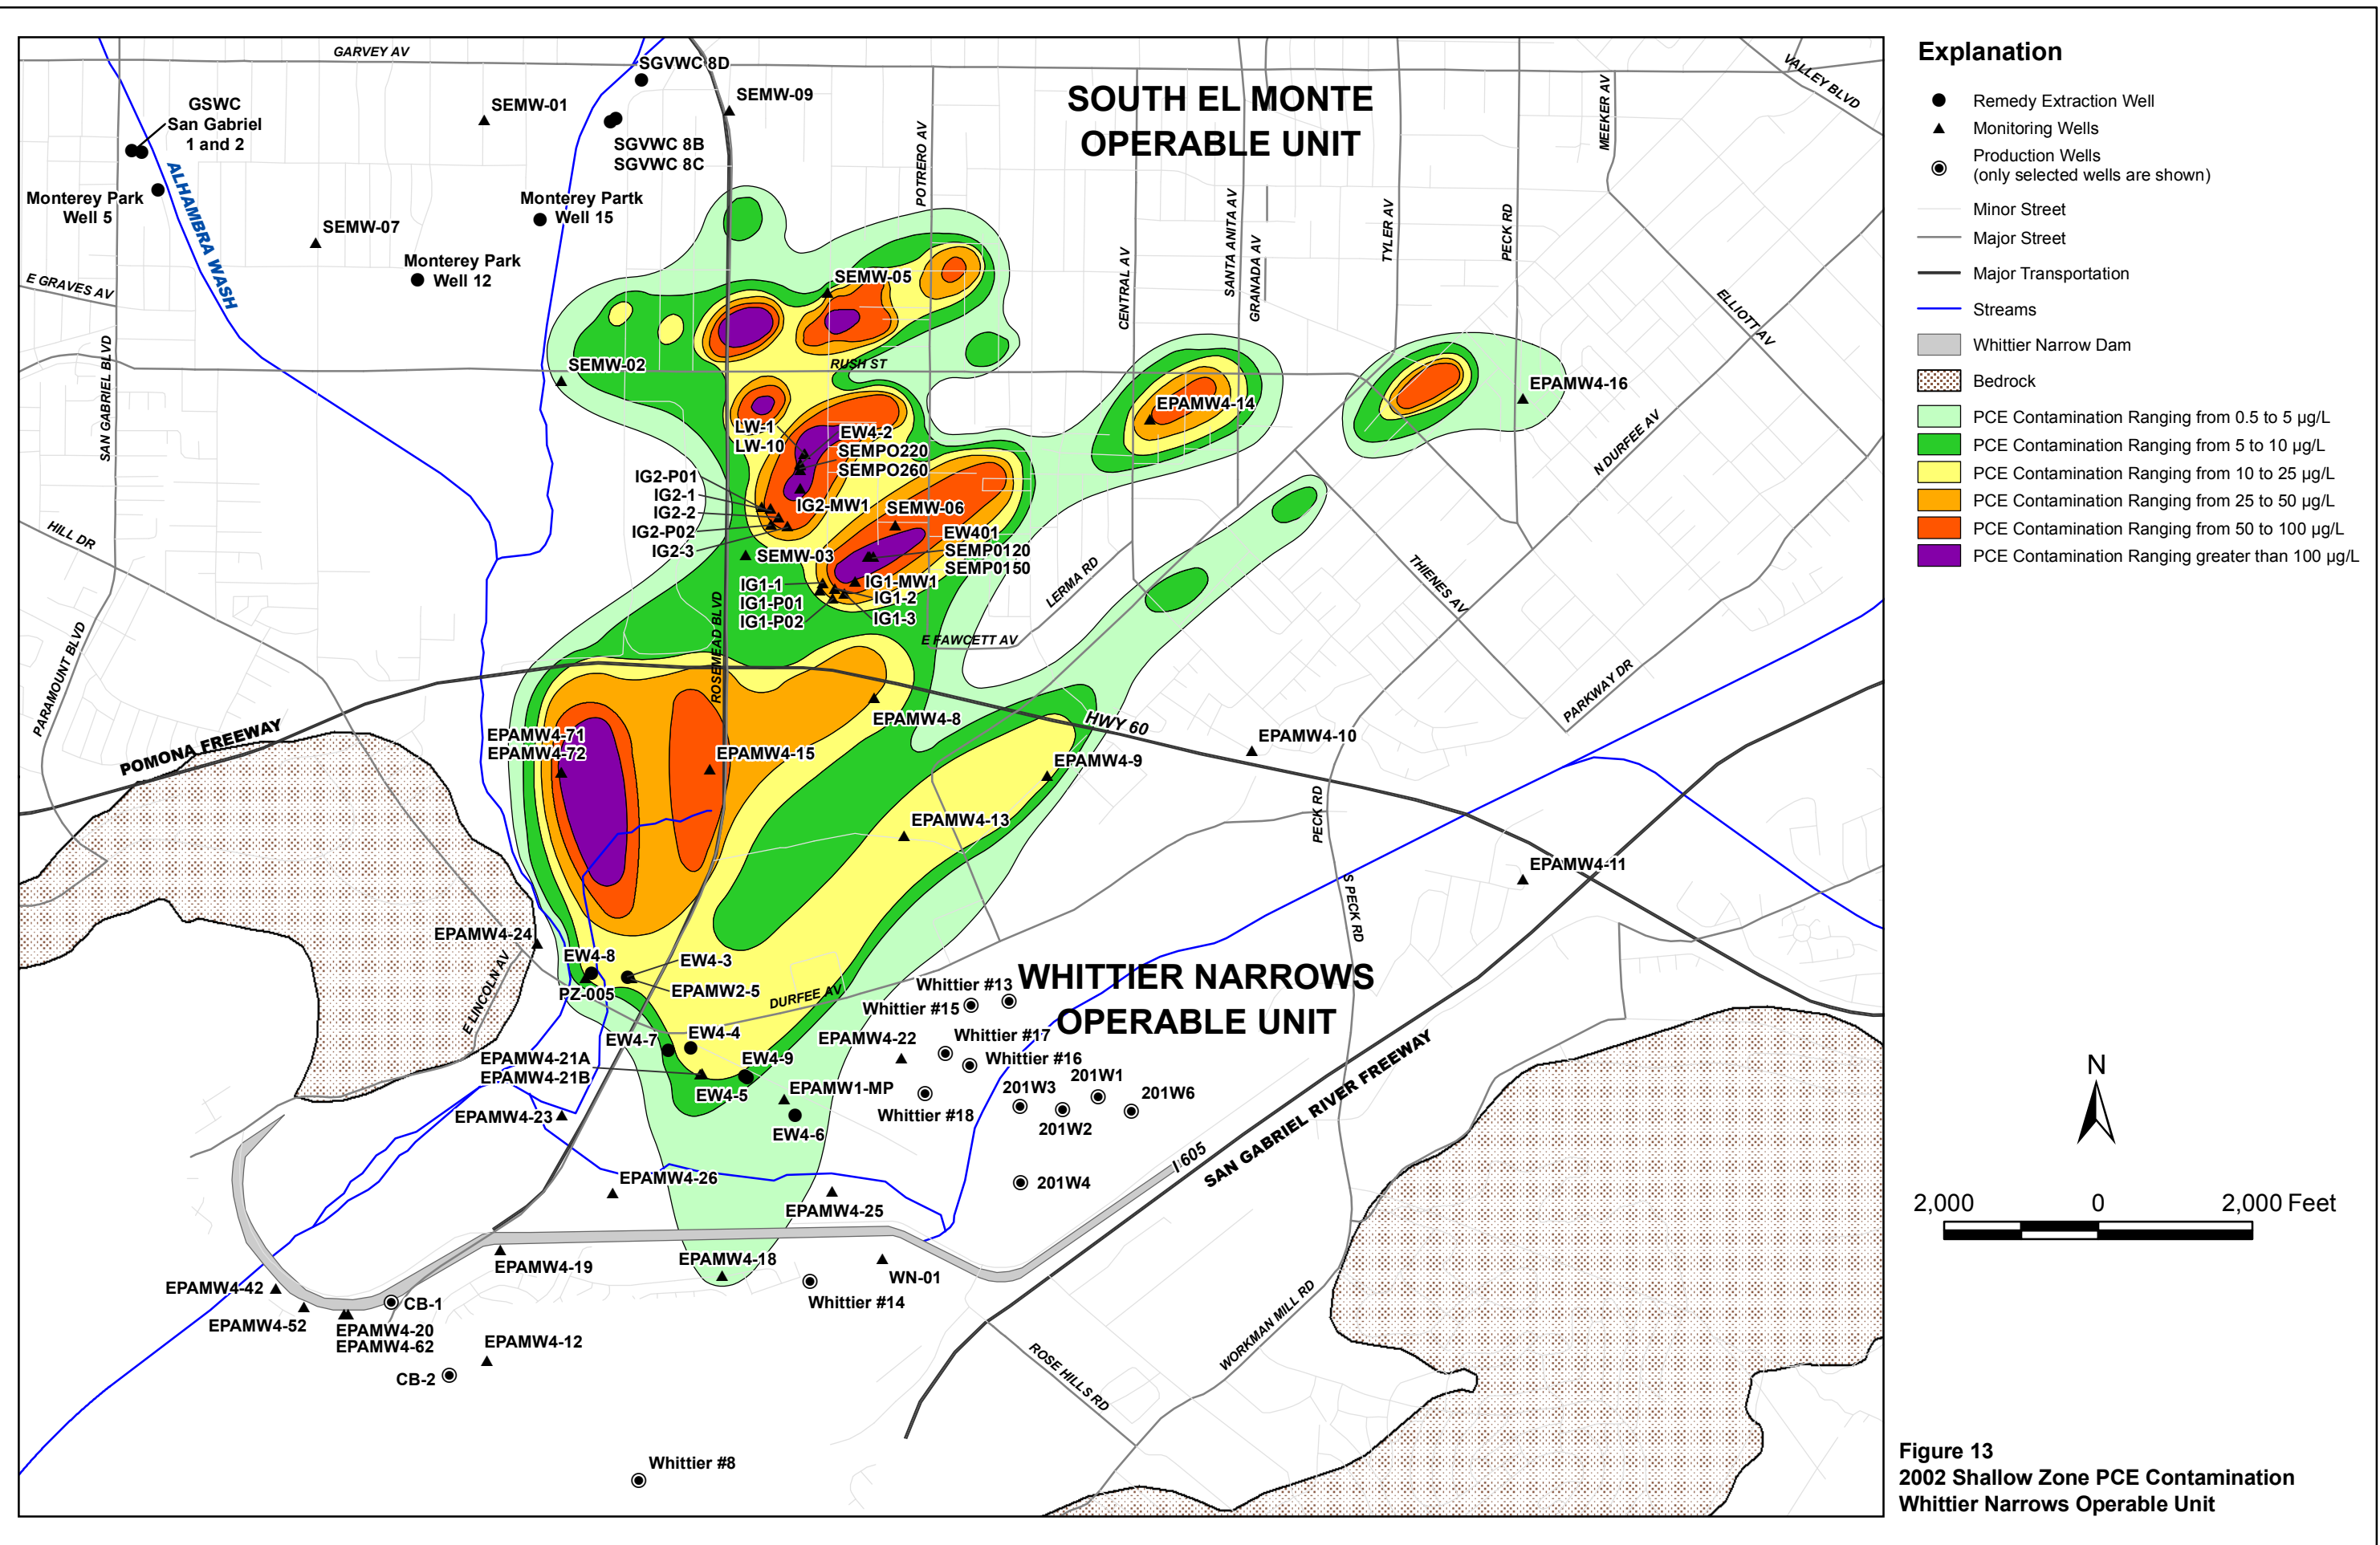 GARVEY AV
SGVWC 8D
VALLEY BLVD
SEMW-09
SEMW-01
GSWC
San Gabriel
1 and 2
SOUTH EL MONTE
OPERABLE UNIT
MEEKER AV
SGVWC 8B
SGVWC 8C
POTRERO AV
ALHAMBRA WASH
Monterey Park
Well 5
Monterey Partk
Well 15
SEMW-07
SANTA ANITA AV
TYLER AV
PECK RD
CENTRAL AV
GRANADA AV
Monterey Park
Well 12
E GRAVES AV
SEMW-05
ELLIOTT AV
SAN GABRIEL BLVD
RUSH ST
SEMW-02
EPAMW4-16
EPAMW4-14
LW-1
LW-10
EW4-2
SEMPO220
SEMPO260
N DURFEE AV
IG2-P01
IG2-1
IG2-2
IG2-P02
IG2-3
IG2-MW1
SEMW-06
HILL DR
EW401
SEMP0120
SEMP0150
SEMW-03
IG1-1
IG1-P01
IG1-P02
IG1-MW1
IG1-2
IG1-3
LERMA RD
THIENES AV
ROSEMEAD BLVD
E FAWCETT AV
PARAMOUNT BLVD
PARKWAY DR
POMONA FREEWAY
EPAMW4-8
HWY 60
EPAMW4-71
EPAMW4-72
EPAMW4-15
EPAMW4-10
EPAMW4-9
PECK RD
EPAMW4-13
EPAMW4-11
S PECK RD
EPAMW4-24
E LINCOLN AV
EW4-8
PZ-005
EW4-3
EPAMW2-5
DURFEE AV
WHITTIER NARROWS
OPERABLE UNIT
Whittier #13
Whittier #15
Whittier #17
Whittier #16
EW4-7
EW4-4
EPAMW4-22
EPAMW4-21A
EPAMW4-21B
EW4-9
EW4-5
EPAMW1-MP
EW4-6
Whittier #18
201W3
201W1
201W6
201W2
EPAMW4-23
SAN GABRIEL RIVER FREEWAY
I 605
EPAMW4-26
201W4
EPAMW4-25
EPAMW4-19
EPAMW4-18
WN-01
Whittier #14
EPAMW4-42
EPAMW4-52
CB-1
EPAMW4-20
EPAMW4-62
EPAMW4-12
CB-2
ROSE HILLS RD
WORKMAN MILL RD
Whittier #8
Explanation
Remedy Extraction Well
Monitoring Wells
Production Wells
(only selected wells are shown)
Minor Street
Major Street
Major Transportation
Streams
Whittier Narrow Dam
Bedrock
PCE Contamination Ranging from 0.5 to 5 µg/L
PCE Contamination Ranging from 5 to 10 µg/L
PCE Contamination Ranging from 10 to 25 µg/L
PCE Contamination Ranging from 25 to 50 µg/L
PCE Contamination Ranging from 50 to 100 µg/L
PCE Contamination Ranging greater than 100 µg/L
N
2,000 0 2,000 Feet
Figure 13
2002 Shallow Zone PCE Contamination
Whittier Narrows Operable Unit